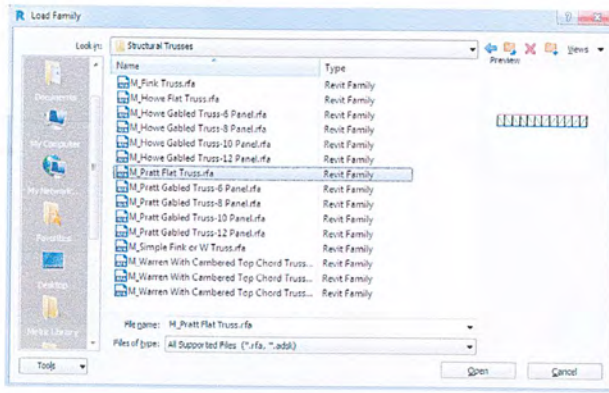 Load Family
Look in: Structural Trusses
Views
Preview
Name Type
M_Fink Truss.rfa Revit Family
M_Howe Flat Truss.rfa Revit Family
M_Howe Gabled Truss-6 Panel.rfa Revit Family
M_Howe Gabled Truss-8 Panel.rfa Revit Family
M_Howe Gabled Truss-10 Panel.rfa Revit Family
M_Howe Gabled Truss-12 Panel.rfa Revit Family
M_Pratt Flat Truss.rfa Revit Family
M_Pratt Gabled Truss-6 Panel.rfa Revit Family
M_Pratt Gabled Truss-8 Panel.rfa Revit Family
M_Pratt Gabled Truss-10 Panel.rfa Revit Family
M_Pratt Gabled Truss-12 Panel.rfa Revit Family
M_Simple Fink or W Truss.rfa Revit Family
M_Warren With Cambered Top Chord Truss... Revit Family
M_Warren With Cambered Top Chord Truss... Revit Family
M_Warren With Cambered Top Chord Truss... Revit Family
Documents
My Computer
My Network...
Favorites
Desktop
Metric Library
File name: M_Pratt Flat Truss.rfa
Files of type: All Supported Files (*.rfa, *.adsk)
Tools
Open Cancel